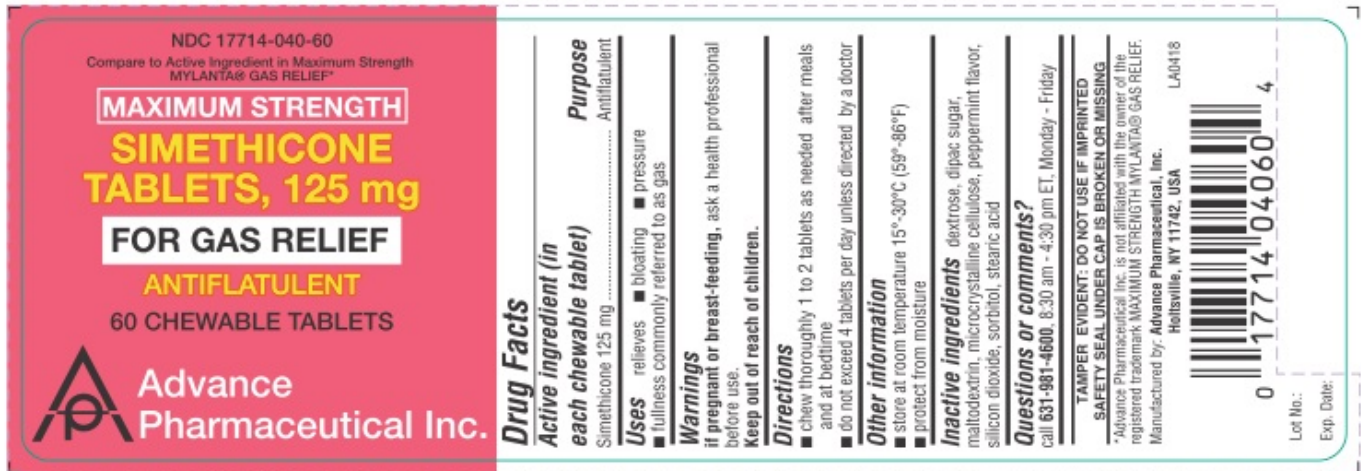 NDC 17714-040-60
Compare to Active Ingredient in Maximum Strength
MYLANTA® GAS RELIEF*
MAXIMUM STRENGTH
SIMETHICONE
TABLETS, 125 mg
FOR GAS RELIEF
ANTIFLATULENT
60 CHEWABLE TABLETS
AP
Advance
Pharmaceutical Inc.
Drug Facts
Active ingredient (in
each chewable tablet) Purpose
Simethicone 125 mg ........................ Antiflatulent
Uses relieves ■ bloating ■ pressure
■ fullness commonly referred to as gas
Warnings
if pregnant or breast-feeding, ask a health professional
before use.
Keep out of reach of children.
Directions
■ chew thoroughly 1 to 2 tablets as needed after meals
and at bedtime
■ do not exceed 4 tablets per day unless directed by a doctor
Other information
■ store at room temperature 15°-30°C (59°-86°F)
■ protect from moisture
Inactive ingredients dextrose, dipac sugar,
maltodextrin, microcrystalline cellulose, peppermint flavor,
silicon dioxide, sorbitol, stearic acid
Questions or comments?
call 631-981-4600, 8:30 am - 4:30 pm ET, Monday - Friday
TAMPER EVIDENT: DO NOT USE IF IMPRINTED
SAFETY SEAL UNDER CAP IS BROKEN OR MISSING
*Advance Pharmaceutical Inc. is not affiliated with the owner of the
registered trademark MAXIMUM STRENGTH MYLANTA® GAS RELIEF.
Manufactured by: Advance Pharmaceutical, Inc.
Holtsville, NY 11742, USA LA0418
0 17714 04060 4
Lot No.:
Exp. Date: